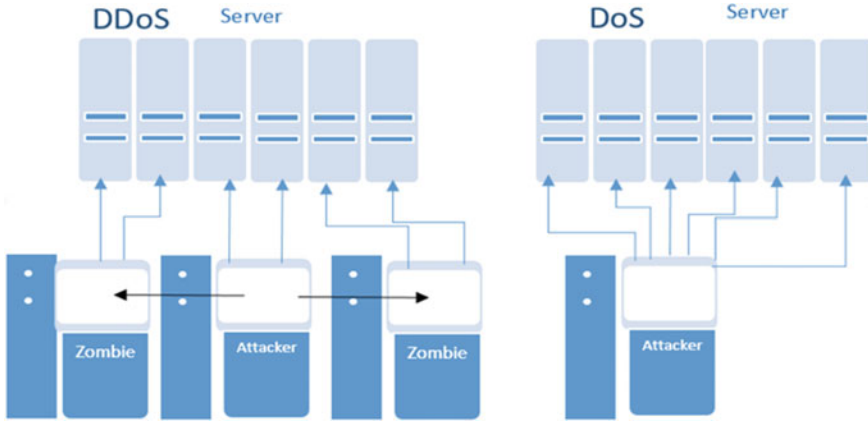 DDoS Server
DoS Server
Zombie
Attacker
Zombie
Attacker